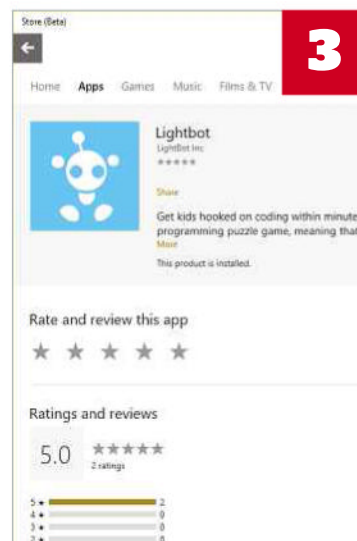 Store (Beta)
3
Home Apps Games Music Films & TV
Lightbot
LightBot Inc
★★★★★
Share
Get kids hooked on coding within minute
programming puzzle game, meaning that
More
This product is installed.
Rate and review this app
★ ★ ★ ★ ★
Ratings and reviews
5.0 ★★★★★
2 ratings
5 ★ 2
4 ★ 0
3 ★ 0
2 ★ 0